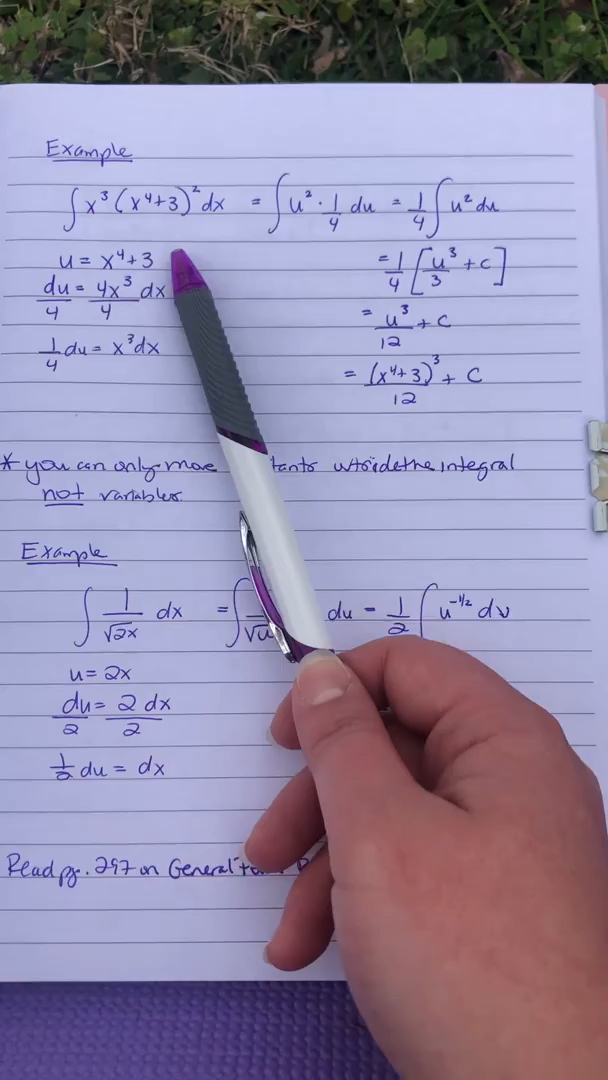 Example
∫ x³ (x⁴+3)² dx = ∫ u² · 1/4 du = 1/4 ∫ u² du
u = x⁴+3
du/4 = 4x³/4 dx
1/4 du = x³dx
= 1/4 [u³/3 + c]
= u³/12 + c
= (x⁴+3)³/12 + C
* you can only move the integral
not variables
Example
∫ 1/√2x dx = ∫ /√u du = 1/2 ∫ u^-1/2 du
u = 2x
du/2 = 2 dx/2
1/2 du = dx
Read pg. 297 on General